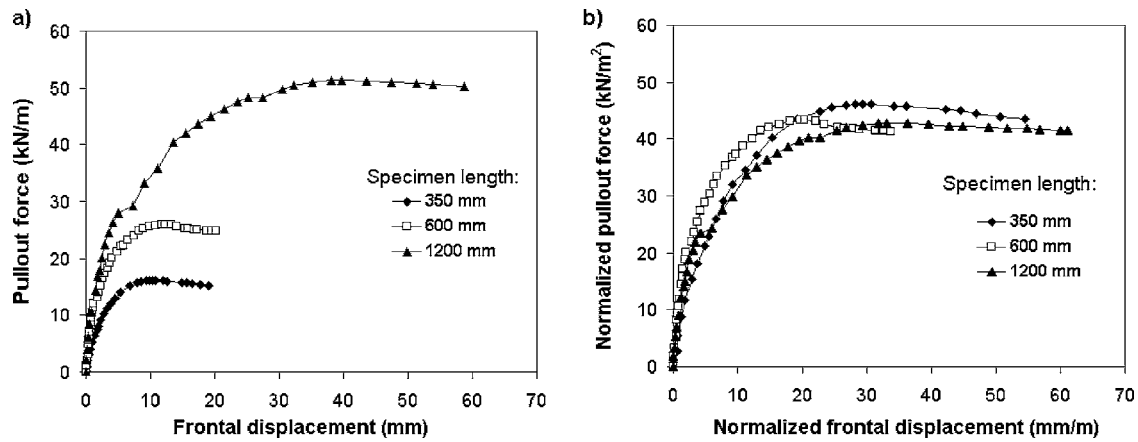 a)
Pullout force (kN/m)
60
50
40
30
20
10
0
0 10 20 30 40 50 60 70
Frontal displacement (mm)
Specimen length:
350 mm
600 mm
1200 mm
b)
Normalized pullout force (kN/m²)
60
50
40
30
20
10
0
0 10 20 30 40 50 60 70
Normalized frontal displacement (mm/m)
Specimen length:
350 mm
600 mm
1200 mm